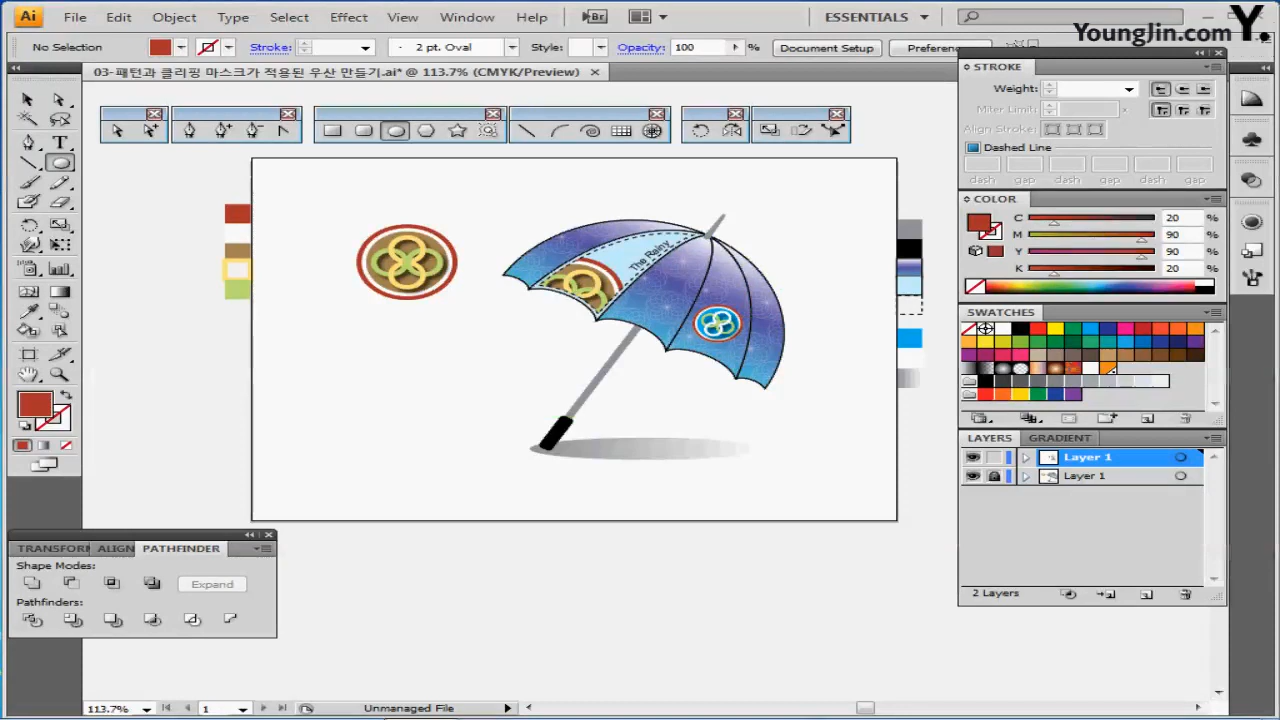 Ai File Edit Object Type Select Effect View Window Help Br ESSENTIALS
YoungJin.com Y.
No Selection Stroke: 2 pt. Oval Style: Opacity: 100 % Document Setup Preferenc
03-패턴과 클리핑 마스크가 적용된 우산 만들기.ai* @ 113.7% (CMYK/Preview)
STROKE
Weight:
Miter Limit: x
Align Stroke:
Dashed Line
dash gap dash gap dash gap
COLOR
C 20 %
M 90 %
Y 90 %
K 20 %
SWATCHES
LAYERS GRADIENT
Layer 1
Layer 1
2 Layers
The Rainy
TRANSFORM ALIGN PATHFINDER
Shape Modes:
Expand
Pathfinders:
113.7% 1 Unmanaged File